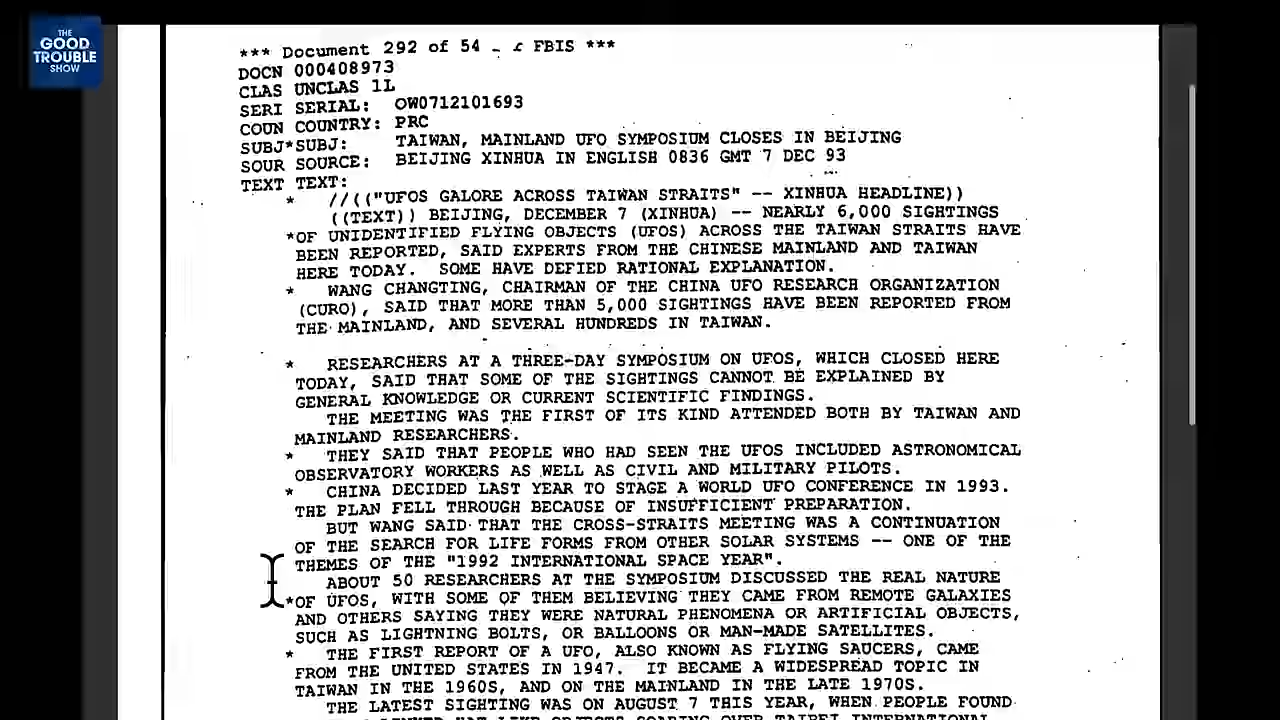 THE
GOOD
TROUBLE
SHOW
*** Document 292 of 54 FBIS ***
DOCN 000408973
CLAS UNCLAS 1L
SERI SERIAL: OW0712101693
COUN COUNTRY: PRC
SUBJ*SUBJ: TAIWAN, MAINLAND UFO SYMPOSIUM CLOSES IN BEIJING
SOUR SOURCE: BEIJING XINHUA IN ENGLISH 0836 GMT 7 DEC 93
TEXT TEXT:
* //(("UFOS GALORE ACROSS TAIWAN STRAITS" -- XINHUA HEADLINE))
((TEXT)) BEIJING, DECEMBER 7 (XINHUA) -- NEARLY 6,000 SIGHTINGS
*OF UNIDENTIFIED FLYING OBJECTS (UFOS) ACROSS THE TAIWAN STRAITS HAVE
BEEN REPORTED, SAID EXPERTS FROM THE CHINESE MAINLAND AND TAIWAN
HERE TODAY. SOME HAVE DEFIED RATIONAL EXPLANATION.
* WANG CHANGTING, CHAIRMAN OF THE CHINA UFO RESEARCH ORGANIZATION
(CURO), SAID THAT MORE THAN 5,000 SIGHTINGS HAVE BEEN REPORTED FROM
THE MAINLAND, AND SEVERAL HUNDREDS IN TAIWAN.
* RESEARCHERS AT A THREE-DAY SYMPOSIUM ON UFOS, WHICH CLOSED HERE
TODAY, SAID THAT SOME OF THE SIGHTINGS CANNOT BE EXPLAINED BY
GENERAL KNOWLEDGE OR CURRENT SCIENTIFIC FINDINGS.
THE MEETING WAS THE FIRST OF ITS KIND ATTENDED BOTH BY TAIWAN AND
MAINLAND RESEARCHERS.
* THEY SAID THAT PEOPLE WHO HAD SEEN THE UFOS INCLUDED ASTRONOMICAL
OBSERVATORY WORKERS AS WELL AS CIVIL AND MILITARY PILOTS.
* CHINA DECIDED LAST YEAR TO STAGE A WORLD UFO CONFERENCE IN 1993.
THE PLAN FELL THROUGH BECAUSE OF INSUFFICIENT PREPARATION.
BUT WANG SAID THAT THE CROSS-STRAITS MEETING WAS A CONTINUATION
OF THE SEARCH FOR LIFE FORMS FROM OTHER SOLAR SYSTEMS -- ONE OF THE
THEMES OF THE "1992 INTERNATIONAL SPACE YEAR".
ABOUT 50 RESEARCHERS AT THE SYMPOSIUM DISCUSSED THE REAL NATURE
*OF UFOS, WITH SOME OF THEM BELIEVING THEY CAME FROM REMOTE GALAXIES
AND OTHERS SAYING THEY WERE NATURAL PHENOMENA OR ARTIFICIAL OBJECTS,
SUCH AS LIGHTNING BOLTS, OR BALLOONS OR MAN-MADE SATELLITES.
* THE FIRST REPORT OF A UFO, ALSO KNOWN AS FLYING SAUCERS, CAME
FROM THE UNITED STATES IN 1947. IT BECAME A WIDESPREAD TOPIC IN
TAIWAN IN THE 1960S, AND ON THE MAINLAND IN THE LATE 1970S.
THE LATEST SIGHTING WAS ON AUGUST 7 THIS YEAR, WHEN PEOPLE FOUND
LIKE OBJECTS SOARING OVER TAIPEI INTERNATIONAL